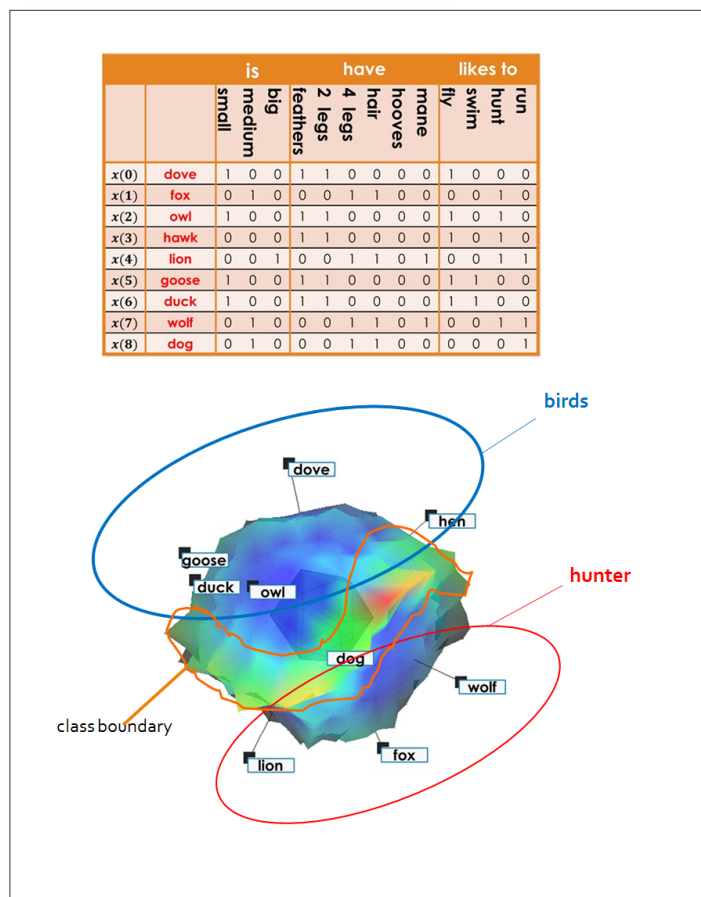 is have likes to
small medium big feathers 2 legs 4 legs hair hooves mane fly swim hunt run
x(0) dove 1 0 0 1 1 0 0 0 0 1 0 0 0
x(1) fox 0 1 0 0 0 1 1 0 0 0 0 1 0
x(2) owl 1 0 0 1 1 0 0 0 0 1 0 1 0
x(3) hawk 0 0 0 1 1 0 0 0 0 1 0 1 0
x(4) lion 0 0 1 0 0 1 1 0 1 0 0 1 1
x(5) goose 1 0 0 1 1 0 0 0 0 1 1 0 0
x(6) duck 1 0 0 1 1 0 0 0 0 1 1 0 0
x(7) wolf 0 1 0 0 0 1 1 0 1 0 0 1 1
x(8) dog 0 1 0 0 0 1 1 0 0 0 0 0 1
birds
dove
hen
goose
duck
owl
hunter
dog
wolf
class boundary
fox
lion